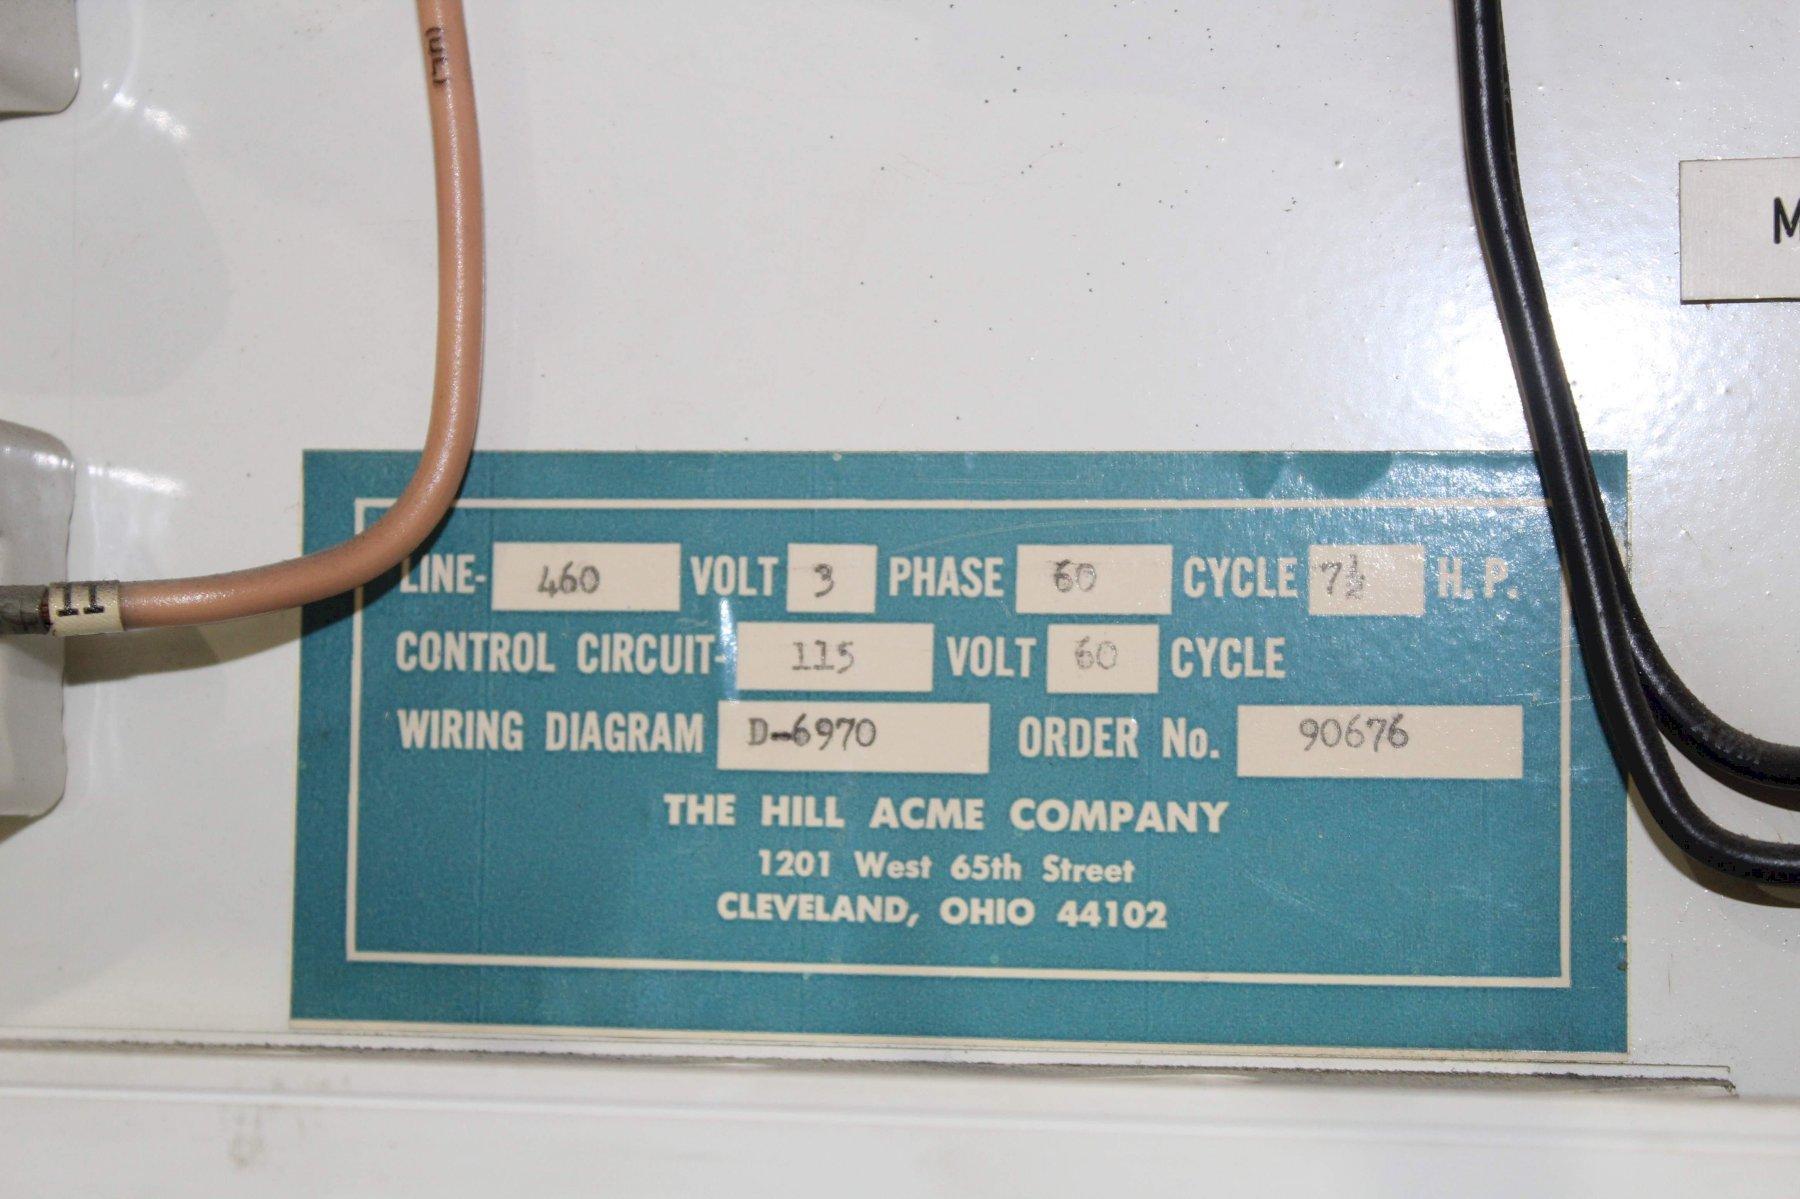 M
LINE- 460 VOLT 3 PHASE 60 CYCLE 7½ H.P.
11
CONTROL CIRCUIT- 115 VOLT 60 CYCLE
WIRING DIAGRAM D-6970 ORDER No. 90676
THE HILL ACME COMPANY
1201 West 65th Street
CLEVELAND, OHIO 44102